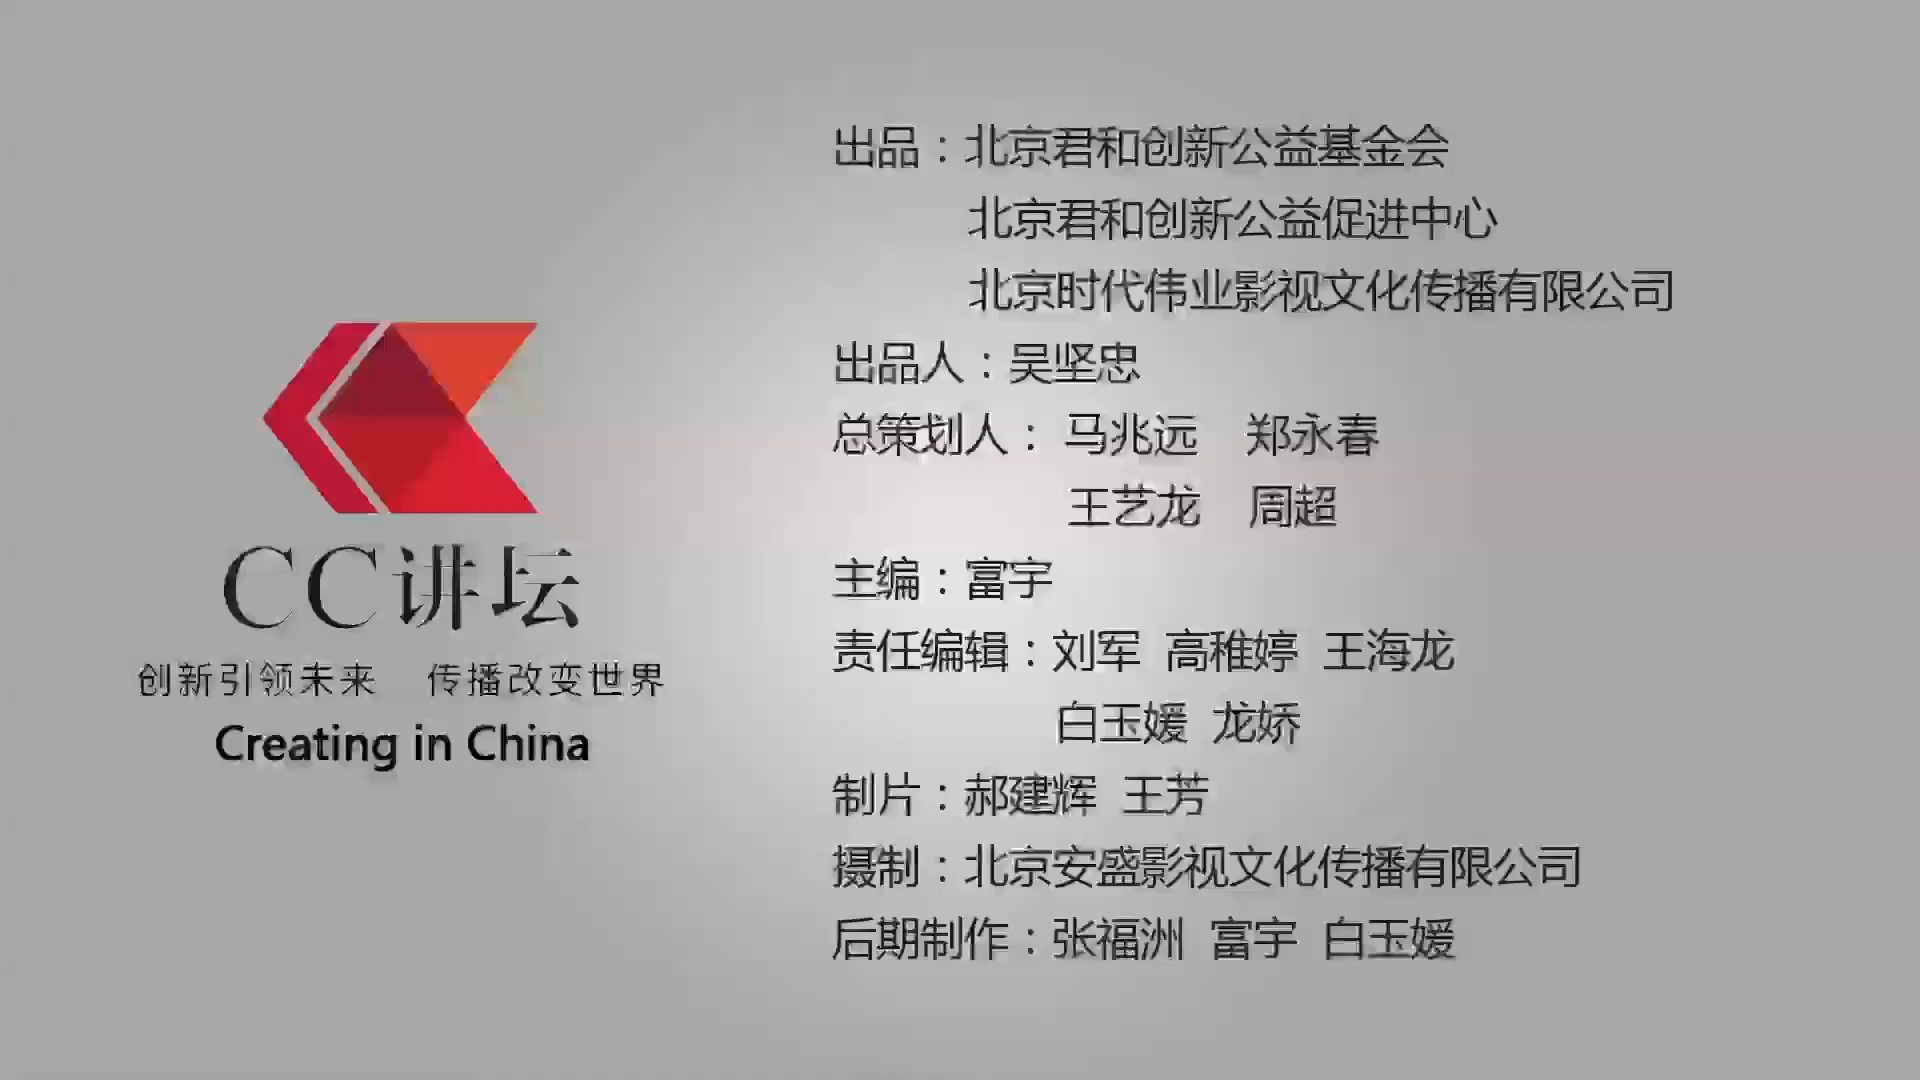 CC讲坛
创新引领未来 传播改变世界
Creating in China
出品：北京君和创新公益基金会
北京君和创新公益促进中心
北京时代伟业影视文化传播有限公司
出品人：吴坚忠
总策划人： 马兆远 郑永春
王艺龙 周超
主编：富宇
责任编辑：刘军 高稚婷 王海龙
白玉媛 龙娇
制片：郝建辉 王芳
摄制：北京安盛影视文化传播有限公司
后期制作：张福洲 富宇 白玉媛